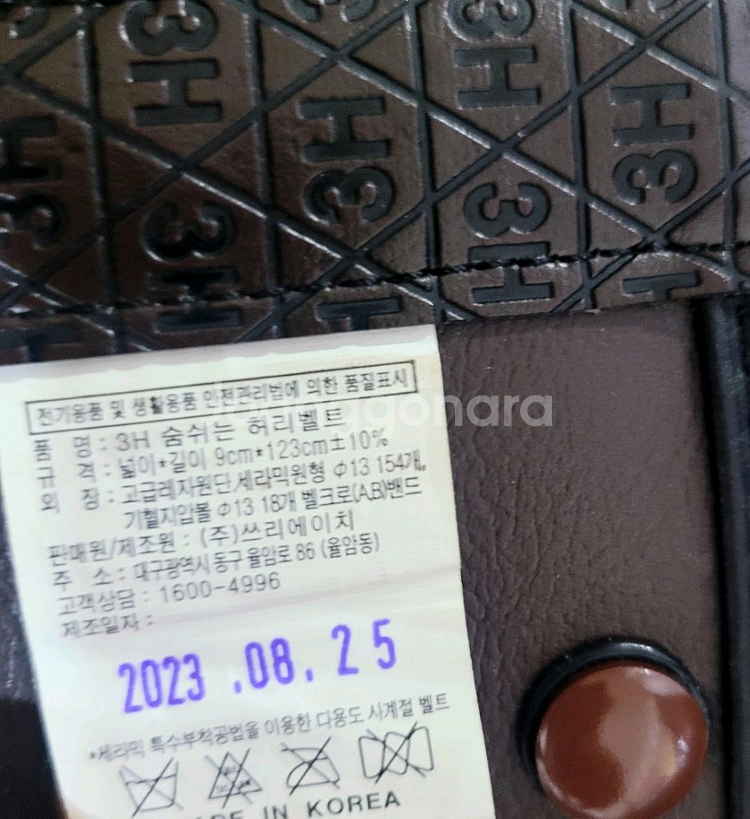 3H
3H
3H
3H
3H
3H
3H
전기용품 및 생활용품 안전관리법에 의한 품질표시
품 명 : 3H 숨쉬는 허리벨트
규 격 : 넓이*길이 9cm*123cm±10%
외 장 : 고급레자원단,세라믹원형 Φ13 154개,
기혈지압볼 Φ13 18개 벨크로(A,B)밴드
판매원/제조원 : (주)쓰리에이치
주 소 : 대구광역시 동구 율암로 86 (율암동)
고객상담 : 1600-4996
제조일자 :
2023 .08. 25
*세라믹 특수부착공법을 이용한 다용도 사계절 벨트
MADE IN KOREA